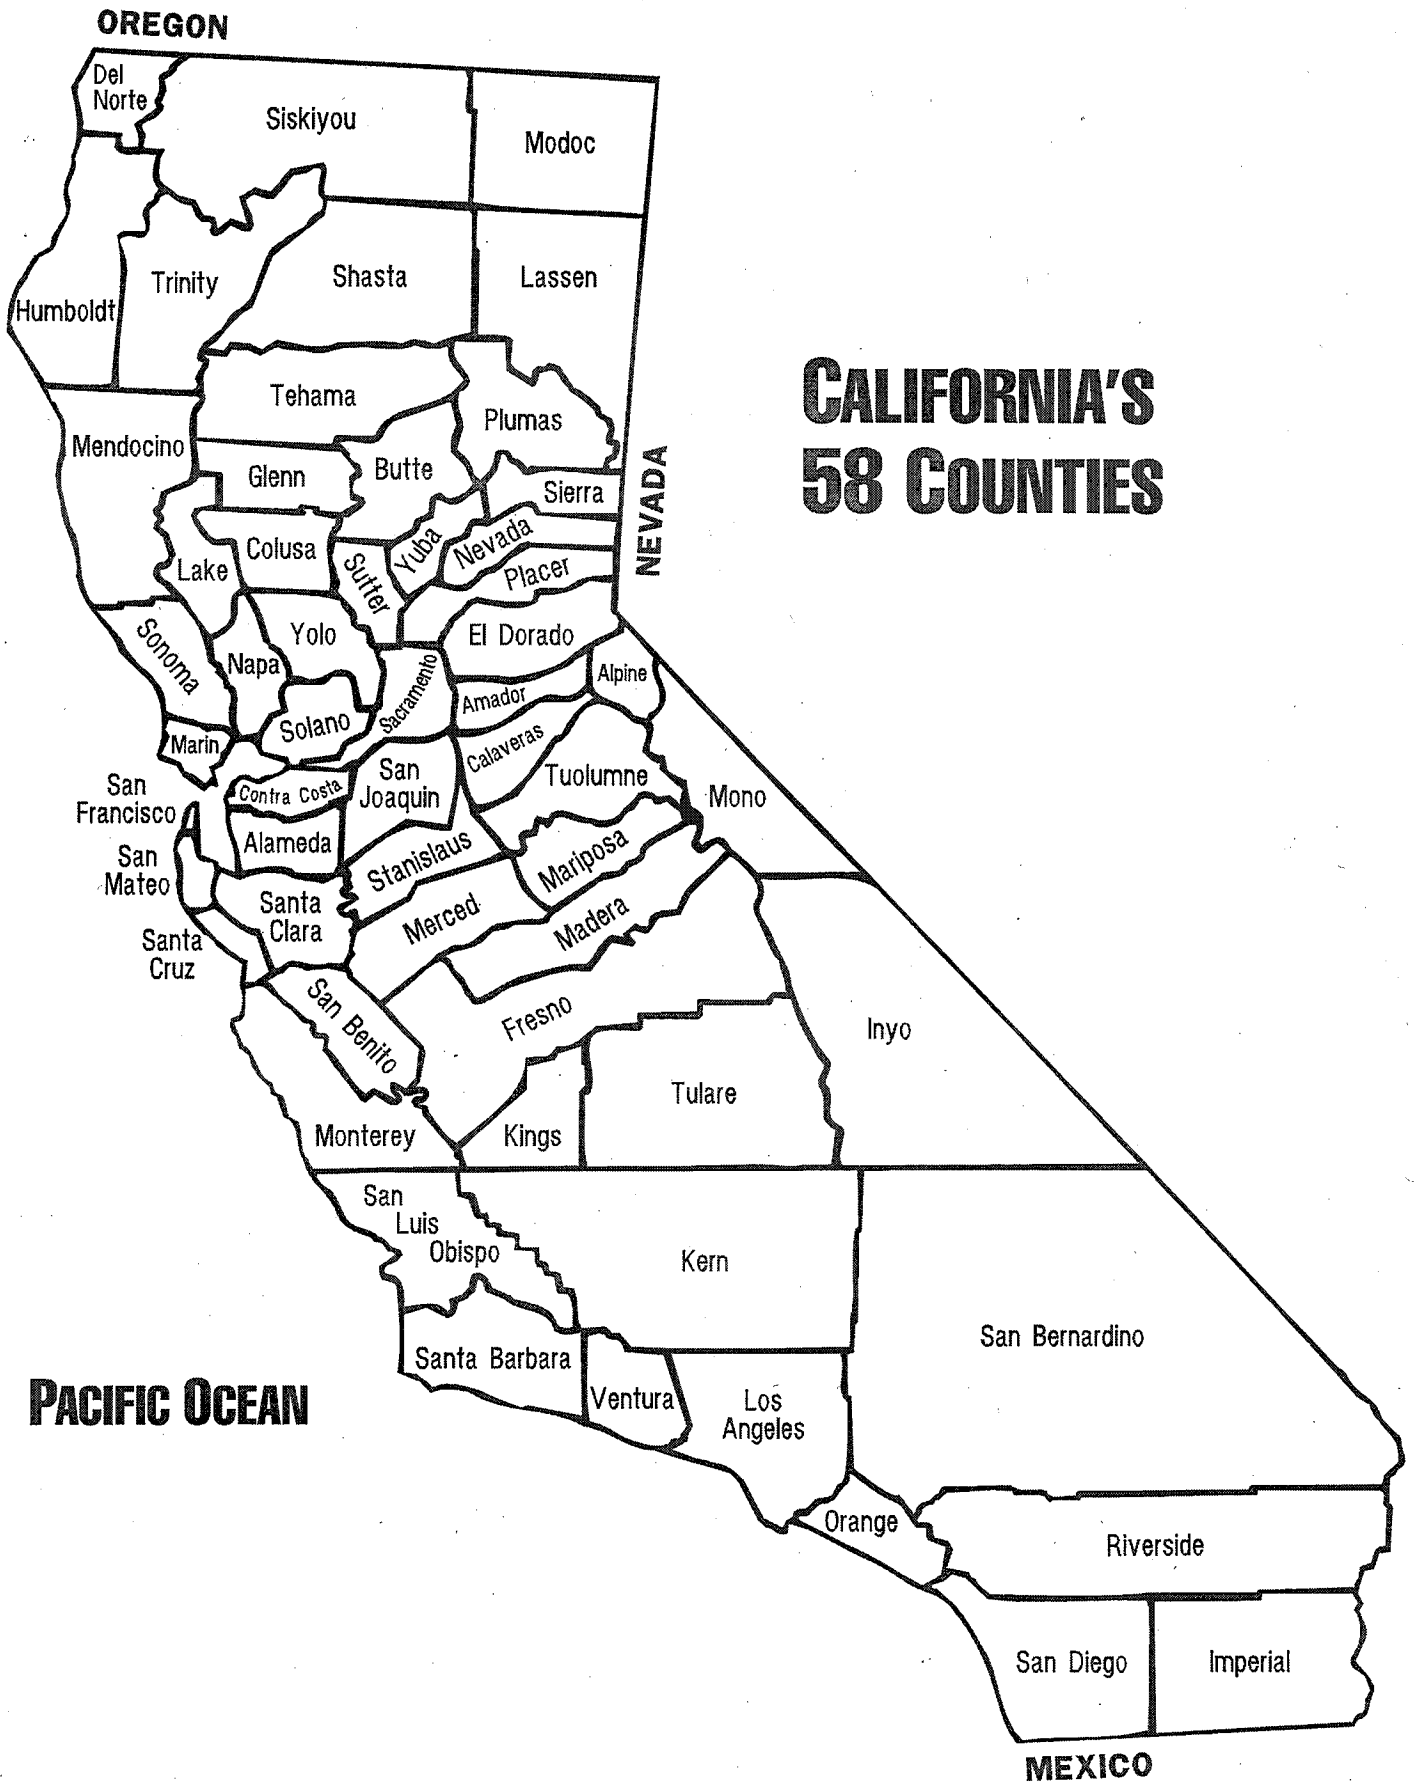 OREGON
Del
Norte
Siskiyou
Modoc
Humboldt
Trinity
Shasta
Lassen
CALIFORNIA'S
58 COUNTIES
Tehama
Plumas
Mendocino
Glenn
Butte
Sierra
NEVADA
Colusa
Lake
Sutter
Yuba
Nevada
Placer
Sonoma
Napa
Yolo
El Dorado
Sacramento
Alpine
Amador
Solano
Marin
Calaveras
San
Francisco
Contra Costa
San
Joaquin
Tuolumne
Mono
Alameda
San
Mateo
Stanislaus
Mariposa
Santa
Clara
Merced
Madera
Santa
Cruz
San Benito
Fresno
Inyo
Tulare
Monterey
Kings
San
Luis
Obispo
Kern
San Bernardino
Santa Barbara
Ventura
Los
Angeles
PACIFIC OCEAN
Orange
Riverside
San Diego
Imperial
MEXICO